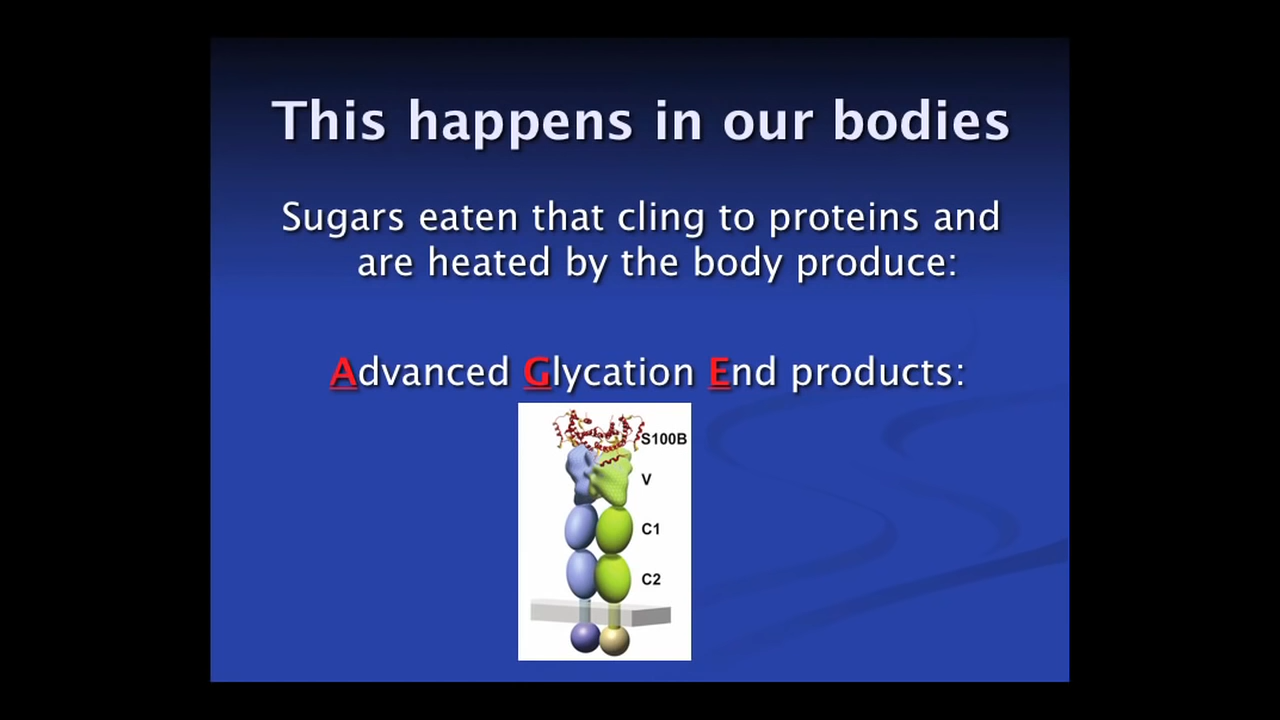 This happens in our bodies
Sugars eaten that cling to proteins and
are heated by the body produce:
Advanced Glycation End products:
S100B
V
C1
C2